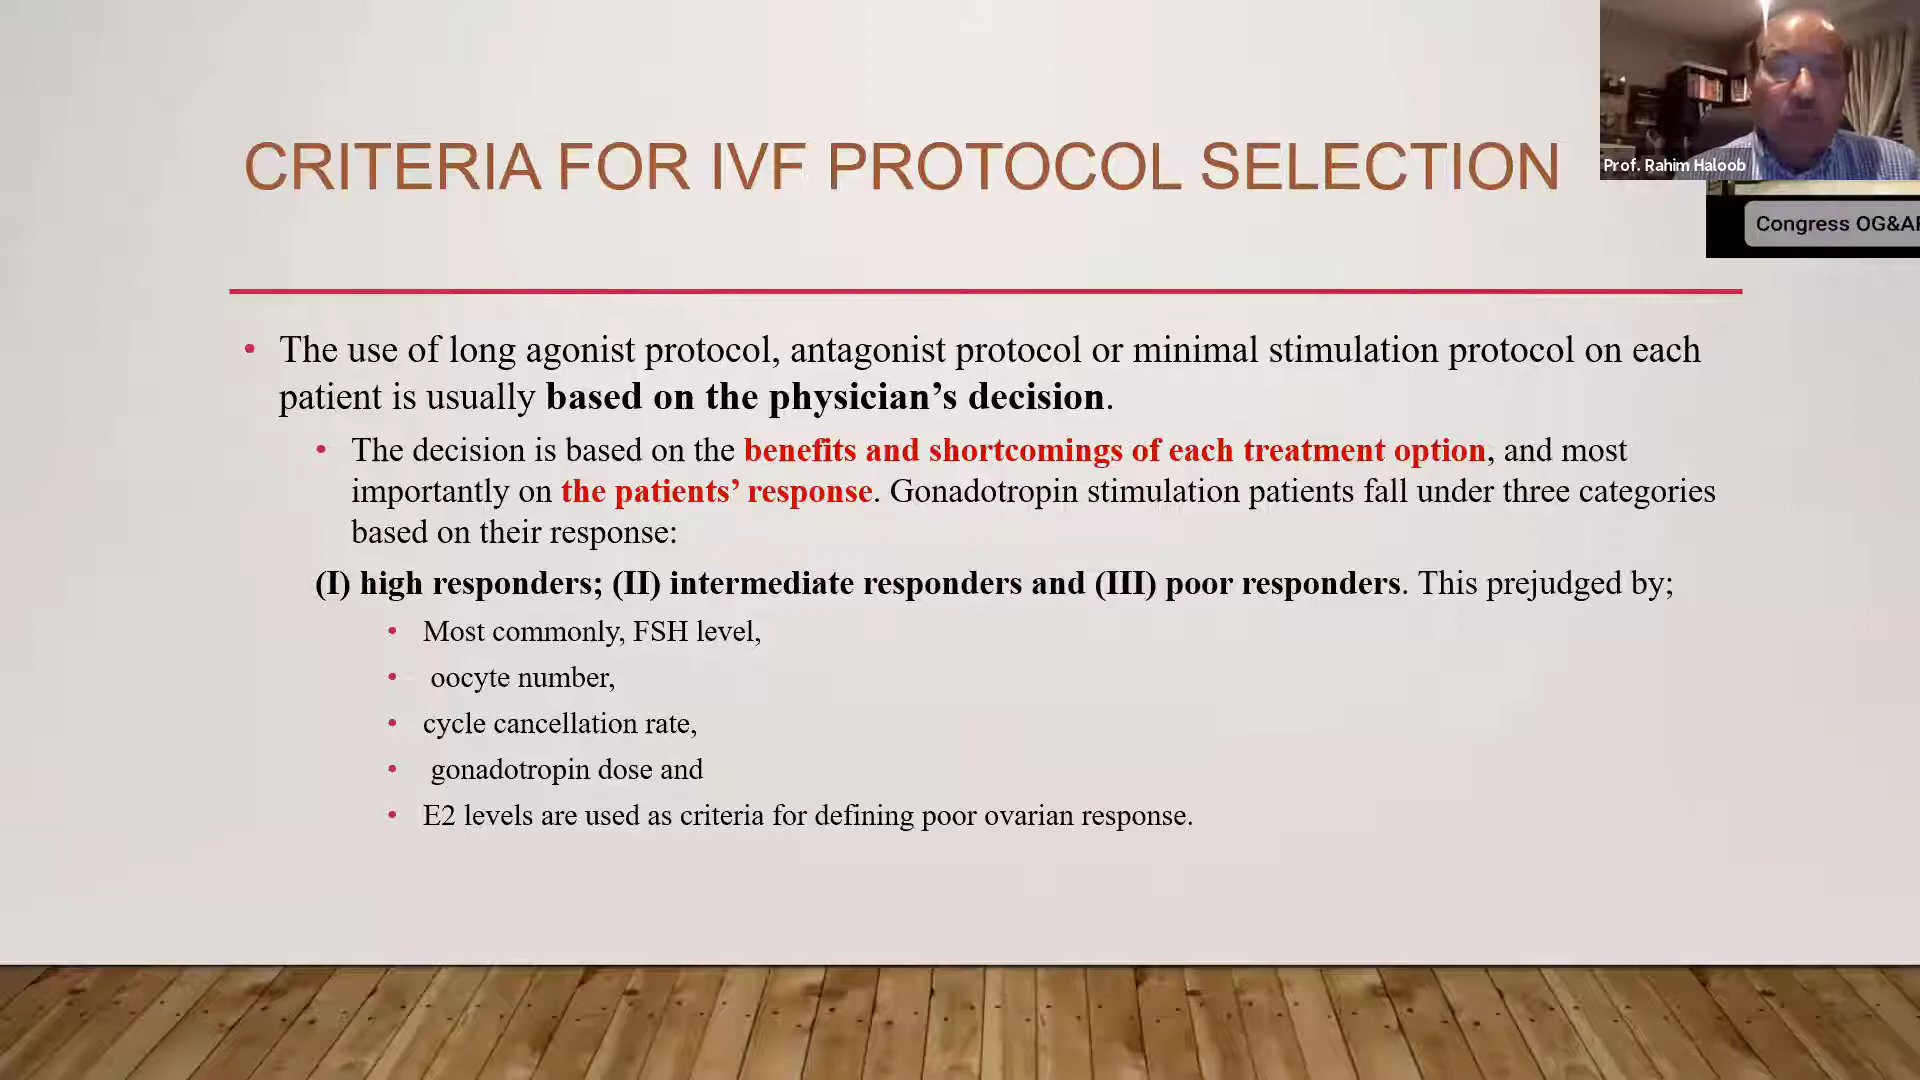 CRITERIA FOR IVF PROTOCOL SELECTION
Prof. Rahim Haloob
Congress OG&A
• The use of long agonist protocol, antagonist protocol or minimal stimulation protocol on each
patient is usually based on the physician’s decision.
• The decision is based on the benefits and shortcomings of each treatment option, and most
importantly on the patients’ response. Gonadotropin stimulation patients fall under three categories
based on their response:
(I) high responders; (II) intermediate responders and (III) poor responders. This prejudged by;
• Most commonly, FSH level,
• oocyte number,
• cycle cancellation rate,
• gonadotropin dose and
• E2 levels are used as criteria for defining poor ovarian response.